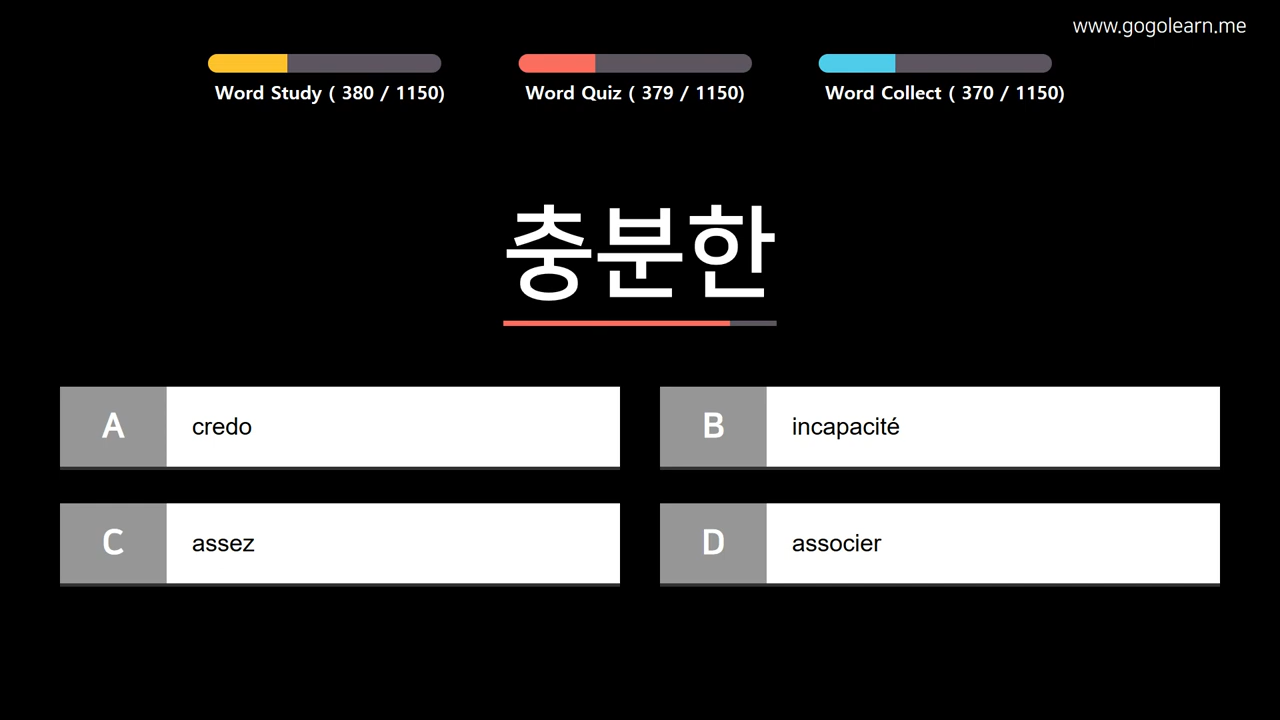 www.gogolearn.me
Word Study ( 380 / 1150)
Word Quiz ( 379 / 1150)
Word Collect ( 370 / 1150)
충분한
A credo
B incapacité
C assez
D associer